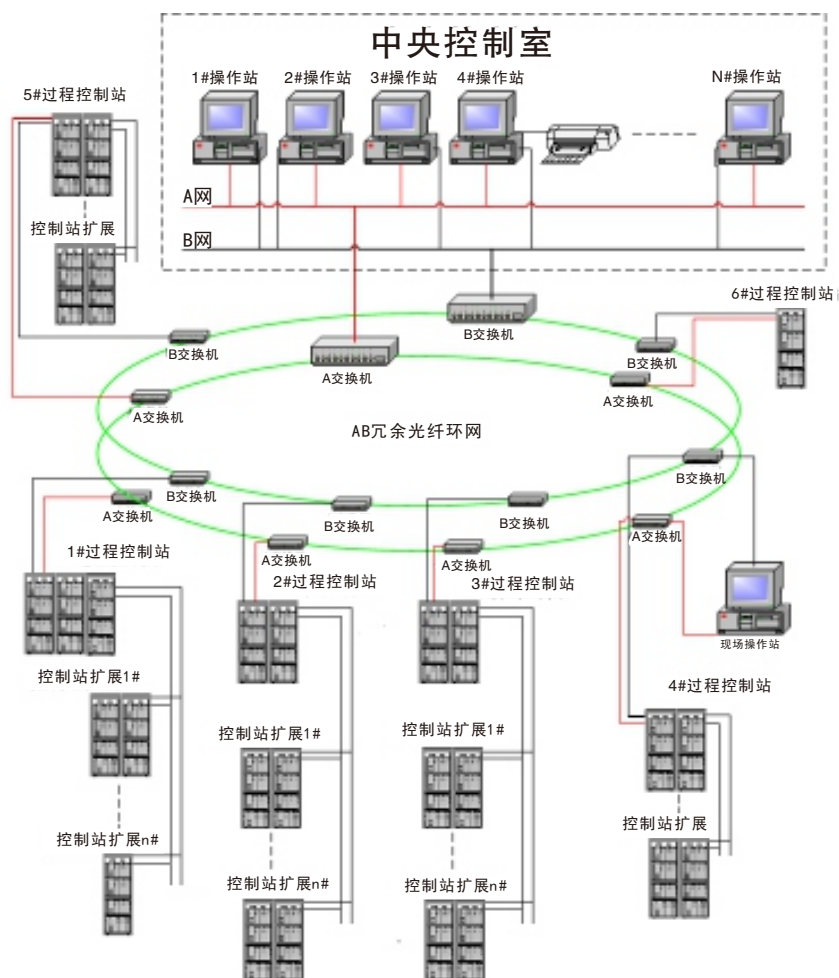 中央控制室
1#操作站
2#操作站
3#操作站
4#操作站
N#操作站
5#过程控制站
A网
控制站扩展
B网
6#过程控制站
B交换机
B交换机
B交换机
A交换机
A交换机
A交换机
AB冗余光纤环网
B交换机
B交换机
A交换机
B交换机
B交换机
A交换机
1#过程控制站
A交换机
A交换机
2#过程控制站
3#过程控制站
现场操作站
控制站扩展1#
4#过程控制站
控制站扩展1#
控制站扩展1#
控制站扩展
控制站扩展n#
控制站扩展n#
控制站扩展n#